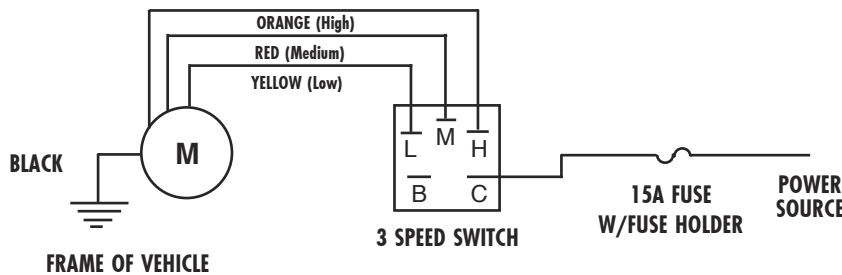 ORANGE (High)
RED (Medium)
YELLOW (Low)
BLACK
M
L
M
H
B
C
15A FUSE
W/FUSE HOLDER
POWER
SOURCE
3 SPEED SWITCH
FRAME OF VEHICLE